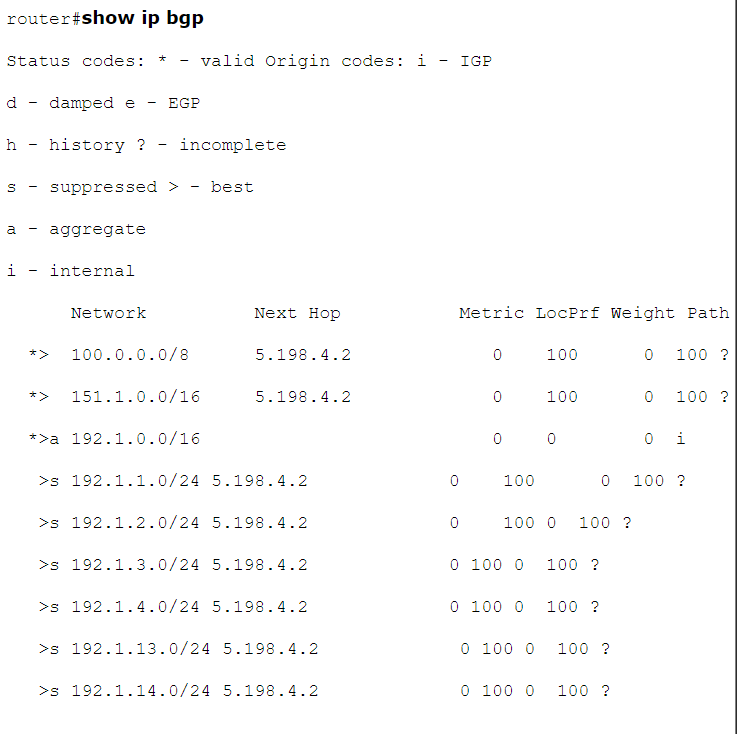 router#show ip bgp
Status codes: * - valid Origin codes: i - IGP
d - damped e - EGP
h - history ? - incomplete
s - suppressed > - best
a - aggregate
i - internal
Network Next Hop Metric LocPrf Weight Path
*> 100.0.0.0/8 5.198.4.2 0 100 0 100 ?
*> 151.1.0.0/16 5.198.4.2 0 100 0 100 ?
*>a 192.1.0.0/16 0 0 0 i
>s 192.1.1.0/24 5.198.4.2 0 100 0 100 ?
>s 192.1.2.0/24 5.198.4.2 0 100 0 100 ?
>s 192.1.3.0/24 5.198.4.2 0 100 0 100 ?
>s 192.1.4.0/24 5.198.4.2 0 100 0 100 ?
>s 192.1.13.0/24 5.198.4.2 0 100 0 100 ?
>s 192.1.14.0/24 5.198.4.2 0 100 0 100 ?